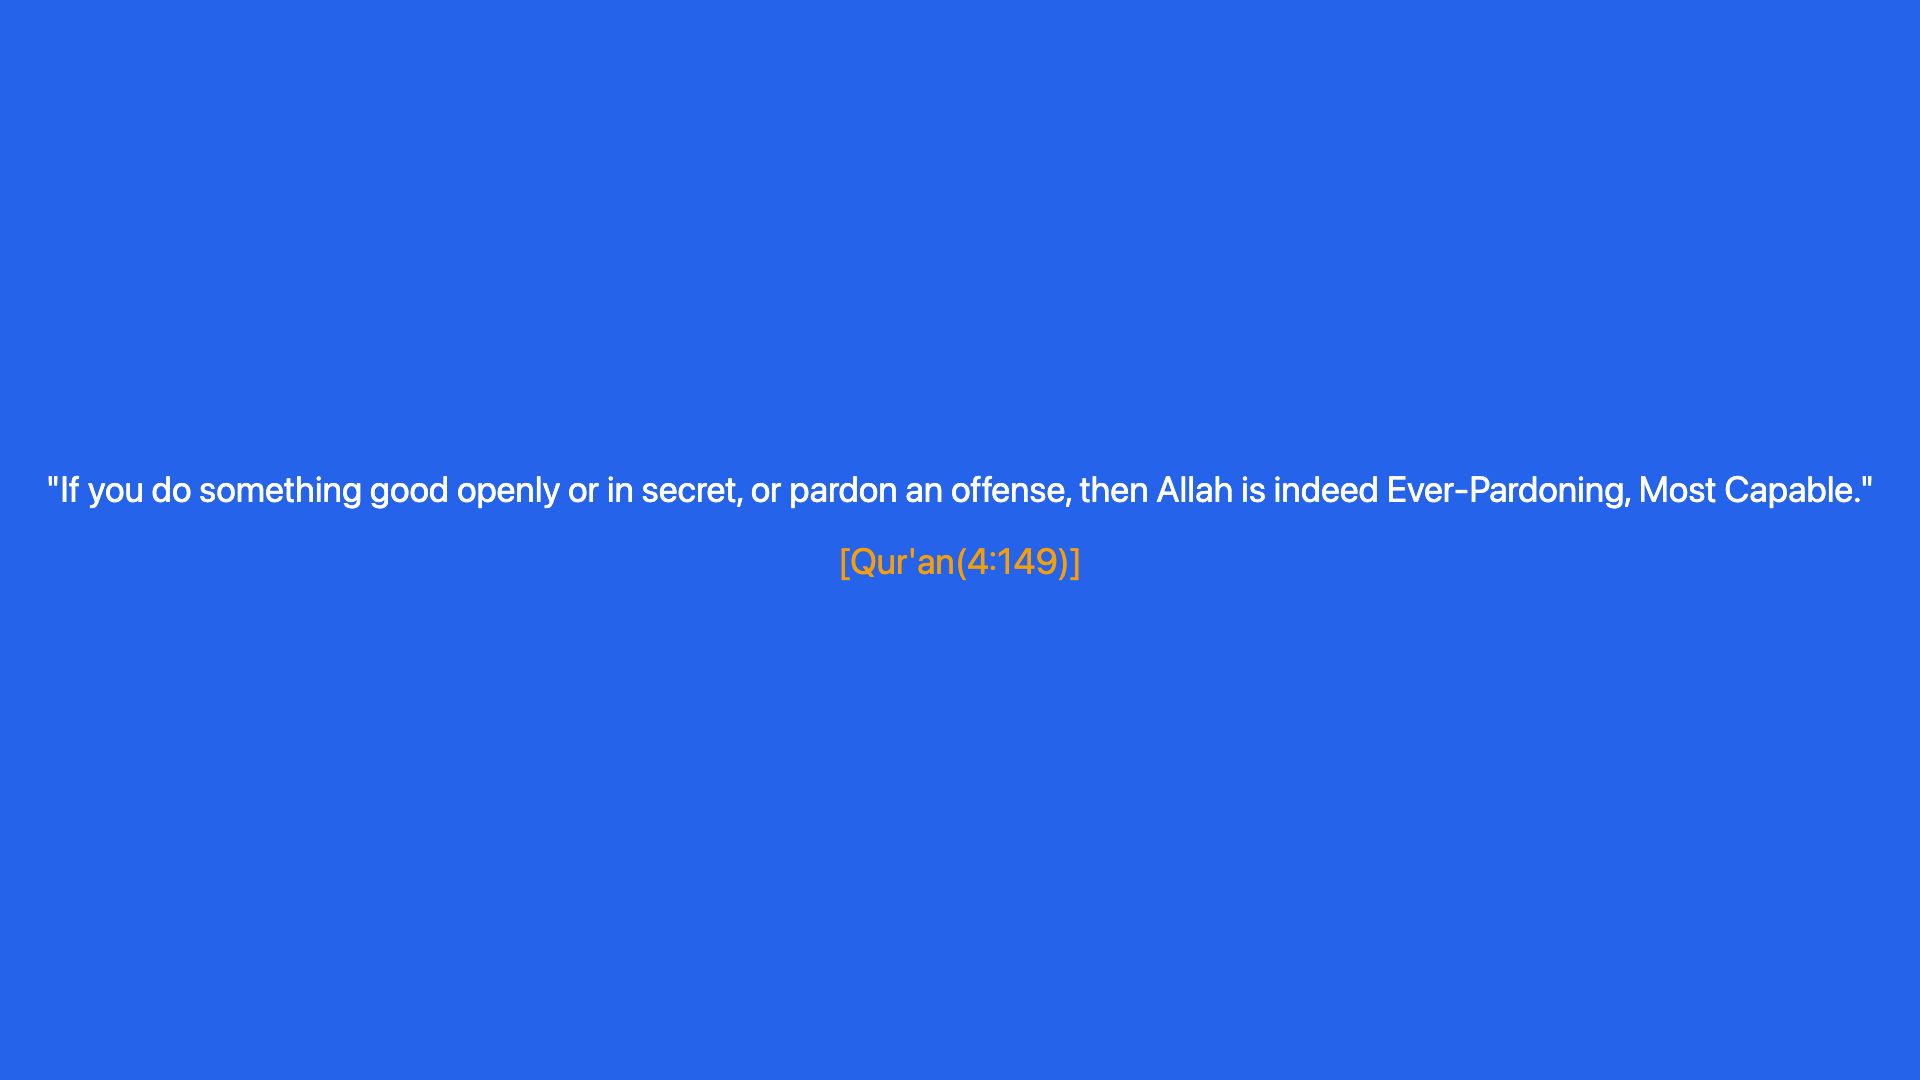 "If you do something good openly or in secret, or pardon an offense, then Allah is indeed Ever-Pardoning, Most Capable."
[Qur'an(4:149)]